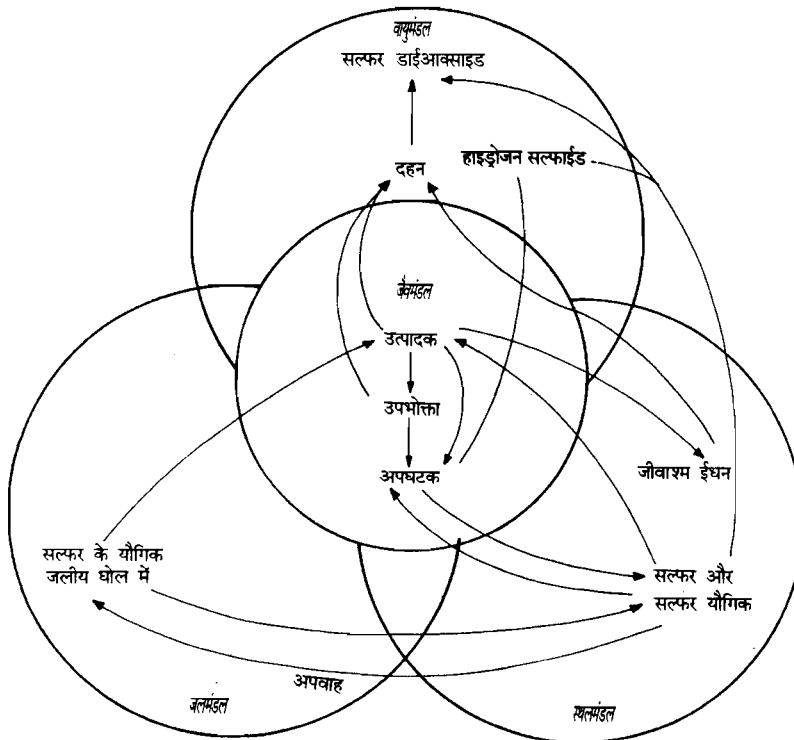 वायुमंडल
सल्फर डाईआक्साइड
हाइड्रोजन सल्फाईड
दहन
जैवमंडल
उत्पादक
उपभोक्ता
अपघटक
जीवाश्म ईधन
सल्फर के यौगिक
जलीय घोल में
सल्फर और
सल्फर यौगिक
अपवाह
जलमंडल
स्थलमंडल